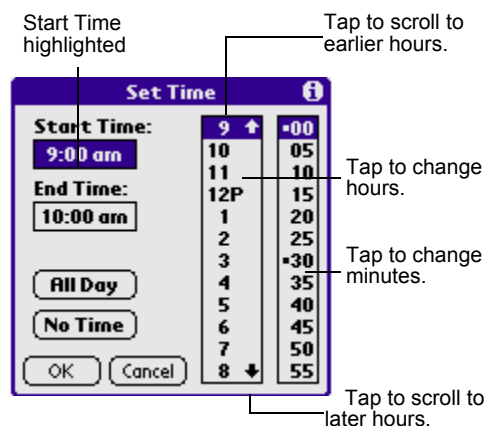 Start Time
highlighted
Tap to scroll to
earlier hours.
Set Time
i
Start Time:
9:00 am
End Time:
10:00 am
All Day
No Time
OK
Cancel
9
10
11
12P
1
2
3
4
5
6
7
8
00
05
10
15
20
25
30
35
40
45
50
55
Tap to change
hours.
Tap to change
minutes.
Tap to scroll to
later hours.